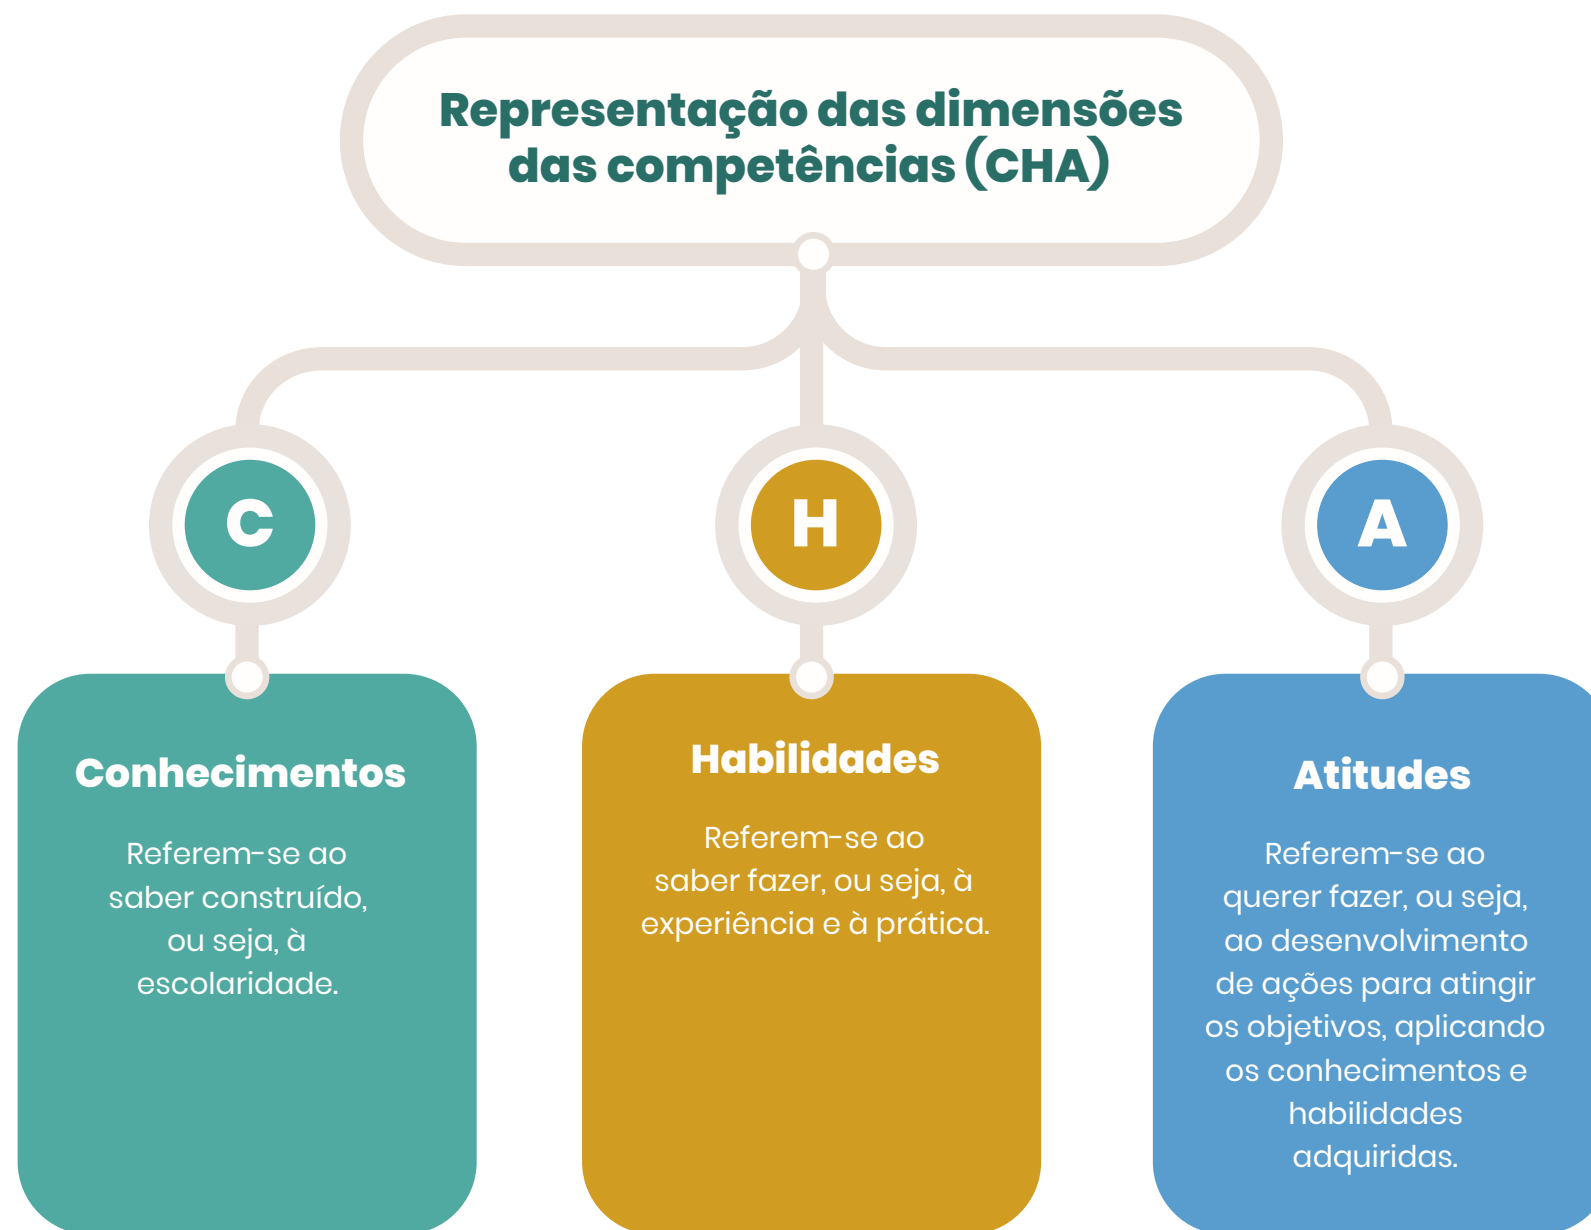 Representação das dimensões
das competências (CHA)
C
H
A
Conhecimentos
Referem-se ao
saber construído,
ou seja, à
escolaridade.
Habilidades
Referem-se ao
saber fazer, ou seja, à
experiência e à prática.
Atitudes
Referem-se ao
querer fazer, ou seja,
ao desenvolvimento
de ações para atingir
os objetivos, aplicando
os conhecimentos e
habilidades
adquiridas.